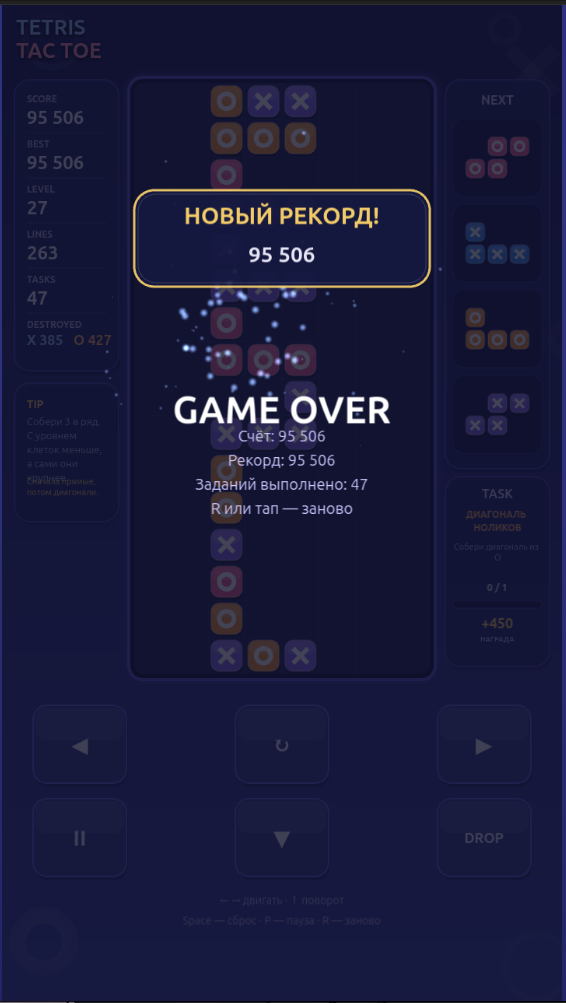 TETRIS
TAC TOE
SCORE
95 506
BEST
95 506
LEVEL
27
LINES
263
TASKS
47
DESTROYED
X 385 O 427
TIP
Собери 3 в ряд.
С уровнем
клеток меньше,
а сами они
Сначала прямые,
потом диагонали.
НОВЫЙ РЕКОРД!
95 506
GAME OVER
Счёт: 95 506
Рекорд: 95 506
Заданий выполнено: 47
R или тап — заново
NEXT
TASK
ДИАГОНАЛЬ
НОЛИКОВ
Собери диагональ из
O
0 / 1
+450
НАГРАДА
DROP
← → двигать · ↑ поворот
Space — сброс · P — пауза · R — заново